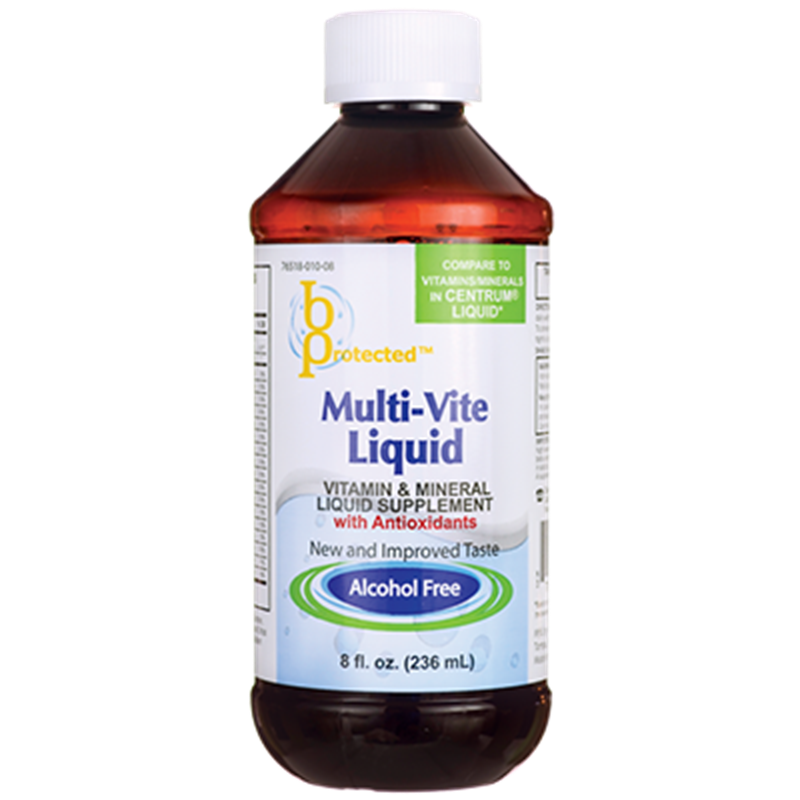 76518-010-08
COMPARE TO
VITAMINS/MINERALS
IN CENTRUM®
LIQUID*
b
Protected™
Multi-Vite
Liquid
VITAMIN & MINERAL
LIQUID SUPPLEMENT
with Antioxidants
New and Improved Taste
Alcohol Free
8 fl. oz. (236 mL)